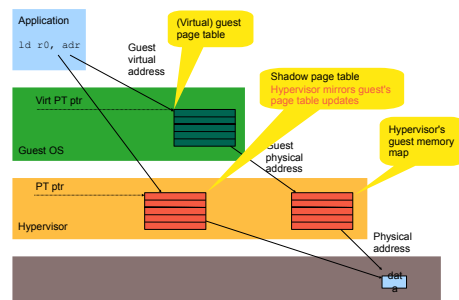 Application
ld r0, adr
(Virtual) guest
page table
Guest
virtual
address
Shadow page table
Hypervisor mirrors guest's
page table updates
Virt PT ptr
Guest OS
Hypervisor's
guest memory
map
Guest
physical
address
PT ptr
Hypervisor
Physical
address
dat
a